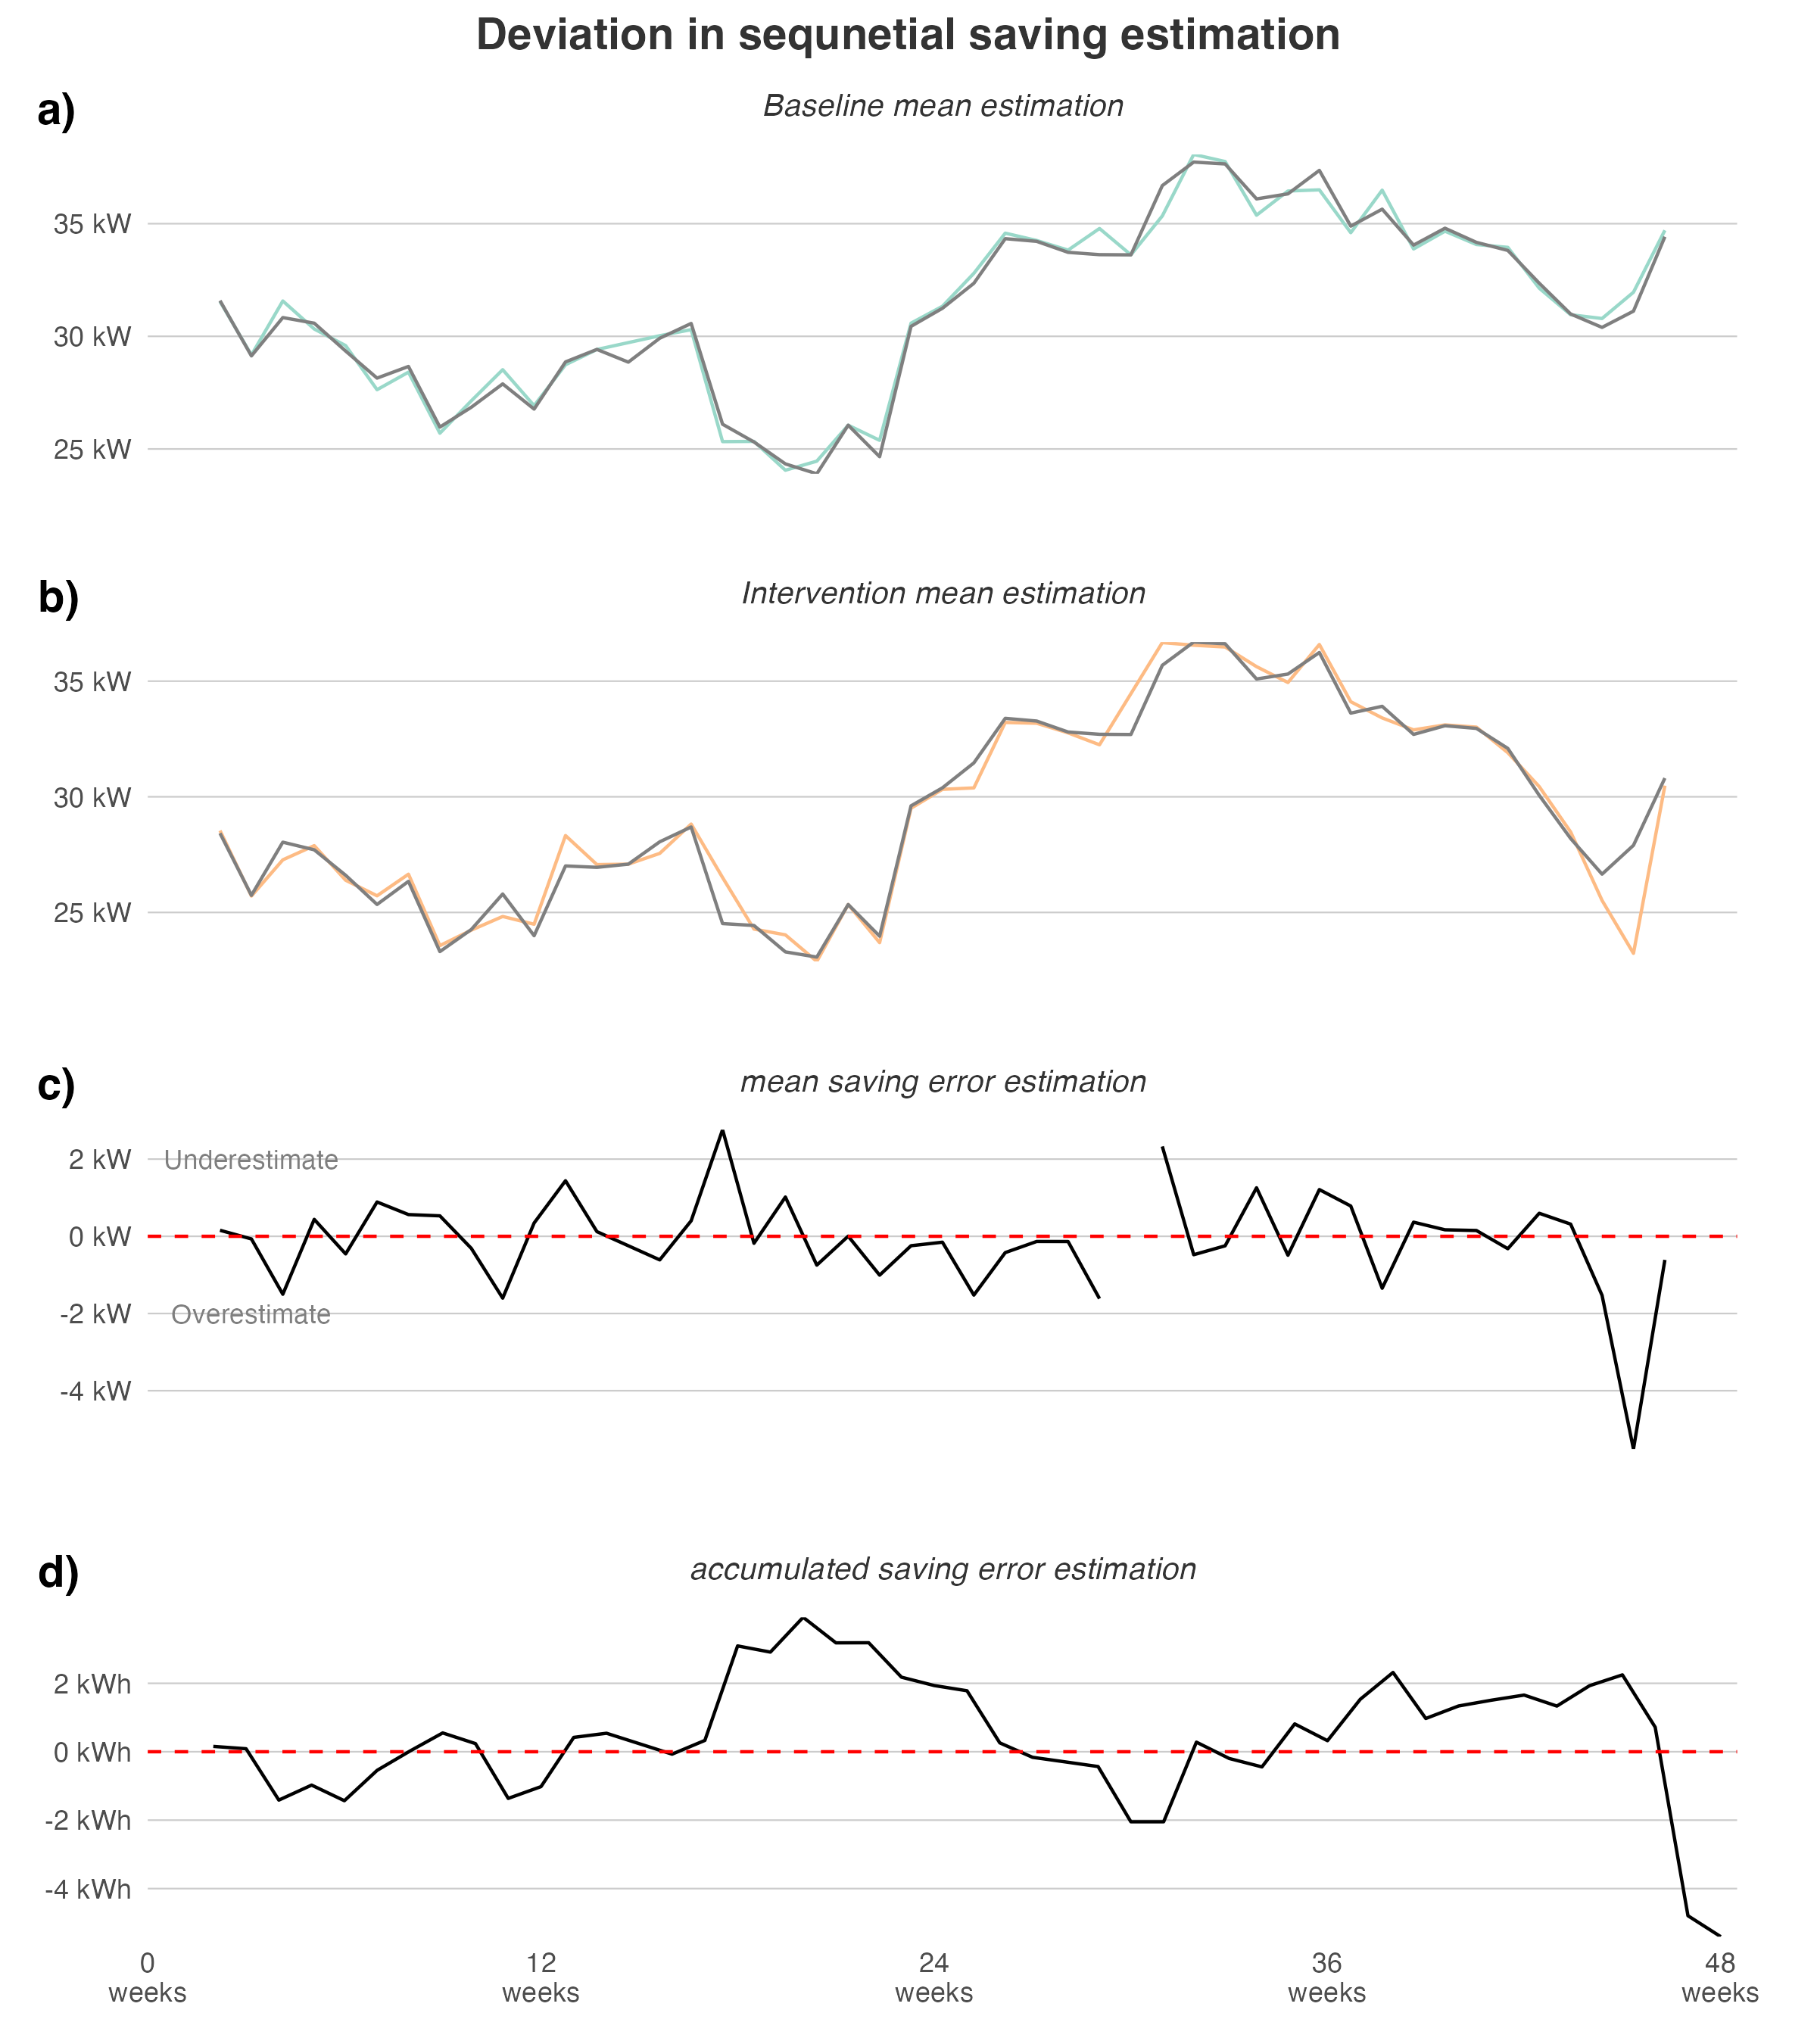 Deviation in sequnetial saving estimation
a)
Baseline mean estimation
35 kW
30 kW
25 kW
b)
Intervention mean estimation
35 kW
30 kW
25 kW
c)
mean saving error estimation
2 kW
Underestimate
0 kW
-2 kW
Overestimate
-4 kW
d)
accumulated saving error estimation
2 kWh
0 kWh
-2 kWh
-4 kWh
0
weeks
12
weeks
24
weeks
36
weeks
48
weeks